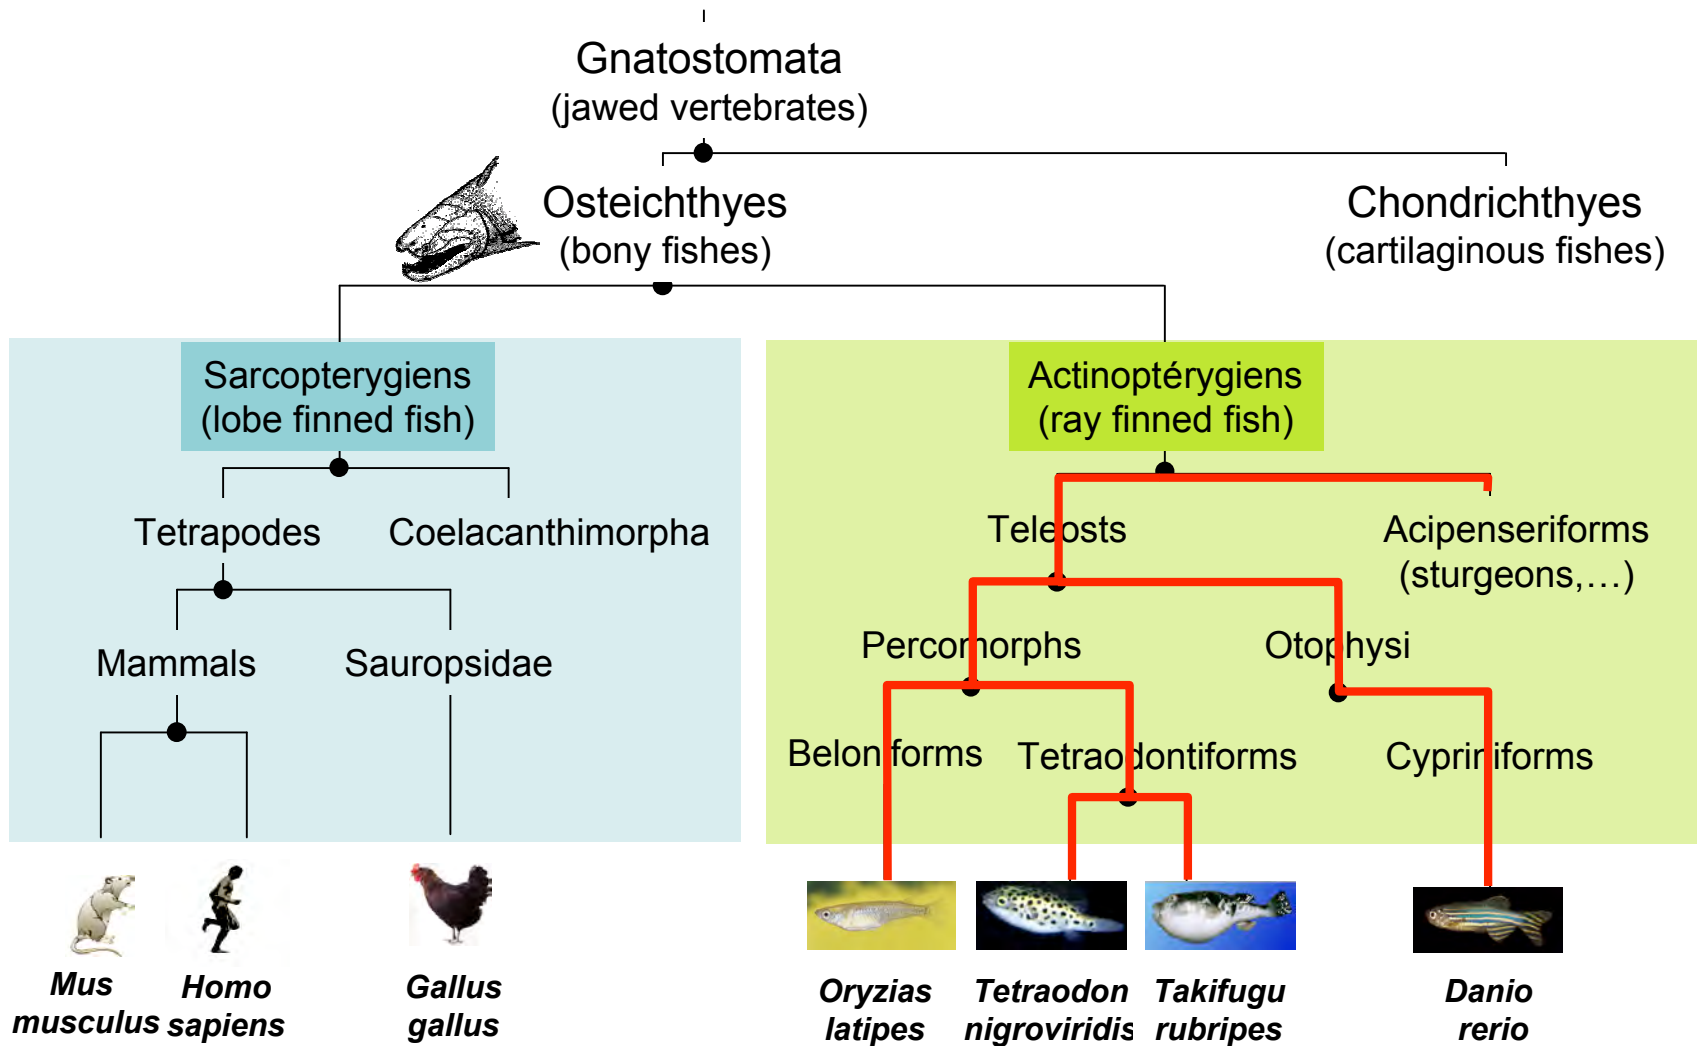 Gnatostomata
(jawed vertebrates)
Osteichthyes
(bony fishes)
Chondrichthyes
(cartilaginous fishes)
Sarcopterygiens
(lobe finned fish)
Actinoptérygiens
(ray finned fish)
Tetrapodes
Coelacanthimorpha
Teleosts
Acipenseriforms
(sturgeons,…)
Mammals
Sauropsidae
Percomorphs
Otophysi
Beloniforms
Tetraodontiforms
Cypriniforms
Mus
musculus
Homo
sapiens
Gallus
gallus
Oryzias
latipes
Tetraodon
nigroviridis
Takifugu
rubripes
Danio
rerio